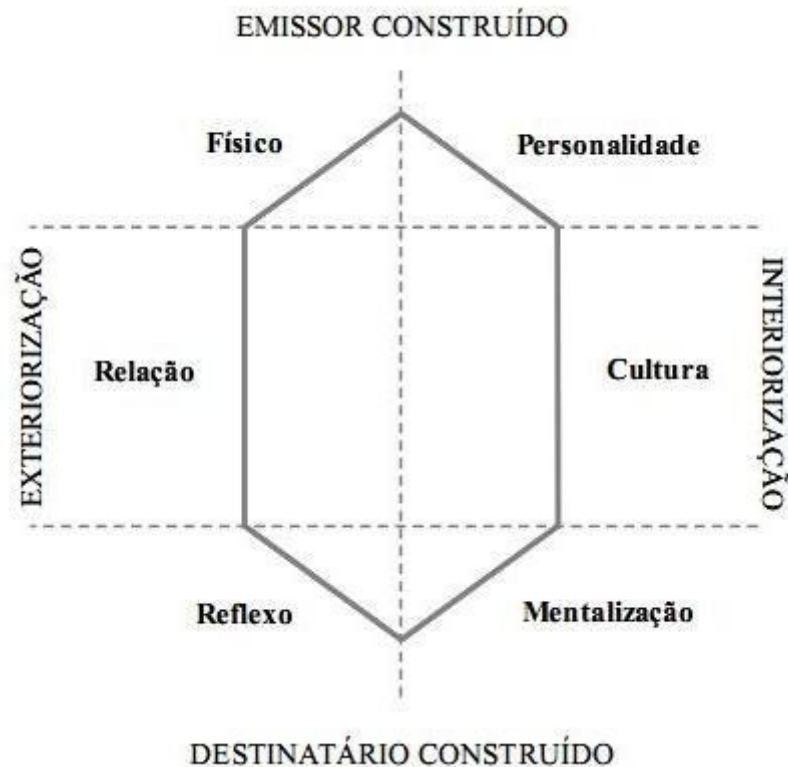 EMISSOR CONSTRUÍDO
Físico
Personalidade
EXTERIORIZAÇÃO
Relação
Cultura
INTERIORIZAÇÃO
Reflexo
Mentalização
DESTINATÁRIO CONSTRUÍDO